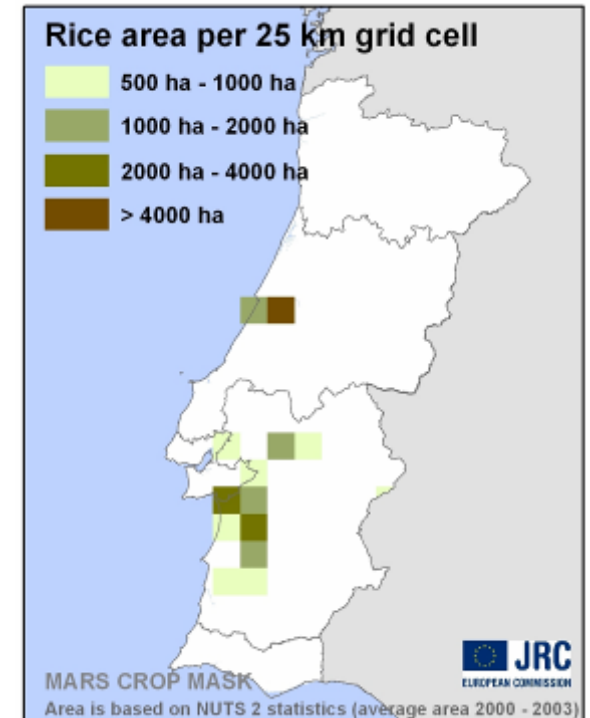 Rice area per 25 km grid cell
500 ha - 1000 ha
1000 ha - 2000 ha
2000 ha - 4000 ha
> 4000 ha
JRC
EUROPEAN COMMISSION
MARS CROP MASK
Area is based on NUTS 2 statistics (average area 2000 - 2003)